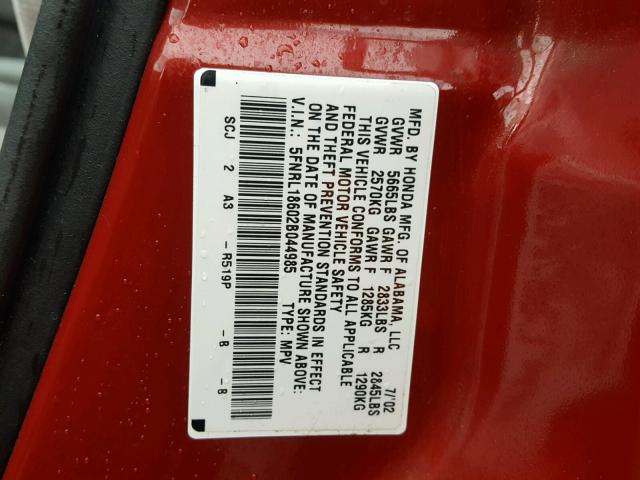 MFD. BY HONDA MFG. OF ALABAMA, LLC 7/'02
GVWR 5665LBS GAWR F 2833LBS R 2845LBS
GVWR 2570KG GAWR F 1285KG R 1290KG
THIS VEHICLE CONFORMS TO ALL APPLICABLE
FEDERAL MOTOR VEHICLE SAFETY
AND THEFT PREVENTION STANDARDS IN EFFECT
ON THE DATE OF MANUFACTURE SHOWN ABOVE:
V.I.N.: 5FNRL18602B044985 TYPE: MPV
SCJ 2 A3 -R519P -B -B